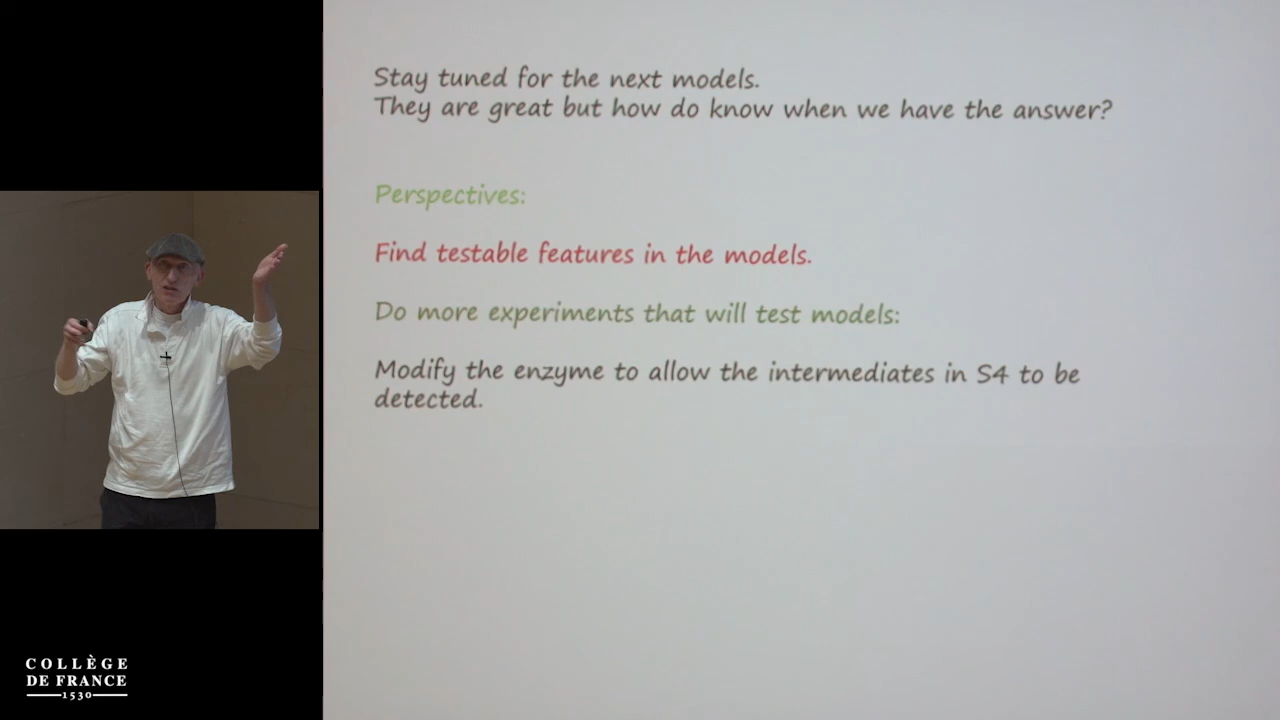 Stay tuned for the next models.
They are great but how do know when we have the answer?
Perspectives:
Find testable features in the models.
Do more experiments that will test models:
Modify the enzyme to allow the intermediates in S4 to be
detected.
COLLÈGE
DE FRANCE
1530